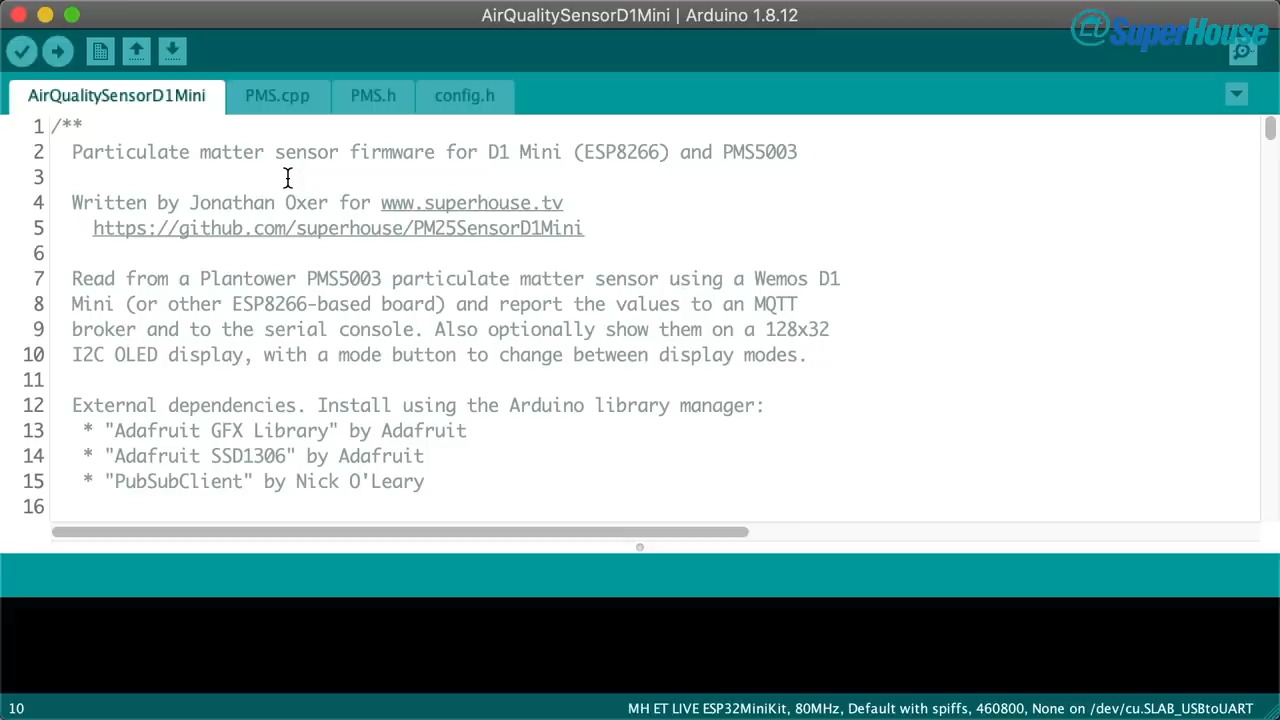 AirQualitySensorD1Mini | Arduino 1.8.12
SuperHouse
AirQualitySensorD1Mini PMS.cpp PMS.h config.h
1 /**
2 Particulate matter sensor firmware for D1 Mini (ESP8266) and PMS5003
3
4 Written by Jonathan Oxer for www.superhouse.tv
5 https://github.com/superhouse/PM25SensorD1Mini
6
7 Read from a Plantower PMS5003 particulate matter sensor using a Wemos D1
8 Mini (or other ESP8266-based board) and report the values to an MQTT
9 broker and to the serial console. Also optionally show them on a 128x32
10 I2C OLED display, with a mode button to change between display modes.
11
12 External dependencies. Install using the Arduino library manager:
13 * "Adafruit GFX Library" by Adafruit
14 * "Adafruit SSD1306" by Adafruit
15 * "PubSubClient" by Nick O'Leary
16
10 MH ET LIVE ESP32MiniKit, 80MHz, Default with spiffs, 460800, None on /dev/cu.SLAB_USBtoUART